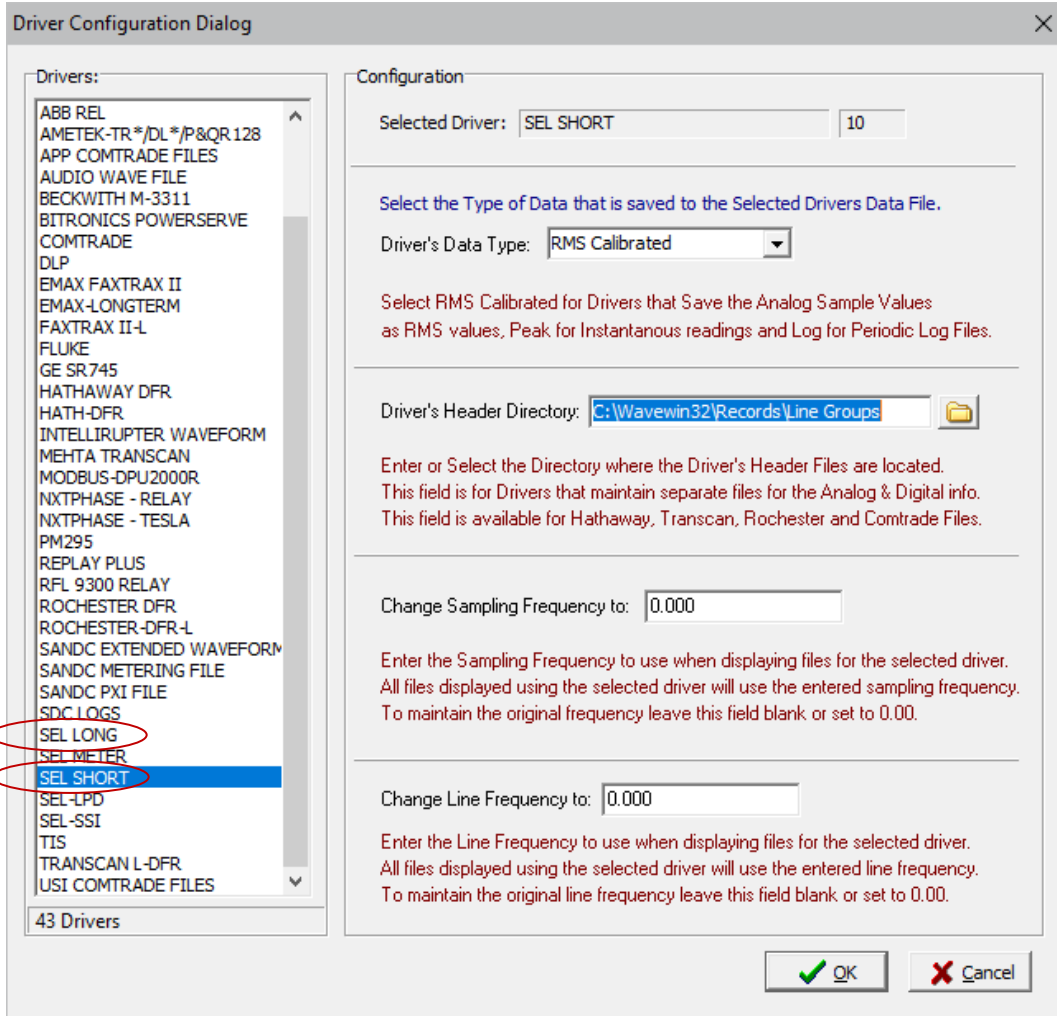 Driver Configuration Dialog
Drivers:
ABB REL
AMETEK-TR*/DL*/P&QR128
APP COMTRADE FILES
AUDIO WAVE FILE
BECKWITH M-3311
BITRONICS POWERSERVE
COMTRADE
DLP
EMAX FAXTRAX II
EMAX-LONGTERM
FAXTRAX II-L
FLUKE
GE SR745
HATHAWAY DFR
HATH-DFR
INTELLIRUPTER WAVEFORM
MEHTA TRANSCAN
MODBUS-DPU2000R
NXTPHASE - RELAY
NXTPHASE - TESLA
PM295
REPLAY PLUS
RFL 9300 RELAY
ROCHESTER DFR
ROCHESTER-DFR-L
SANDC EXTENDED WAVEFORM
SANDC METERING FILE
SANDC PXI FILE
SDC LOGS
SEL LONG
SEL METER
SEL SHORT
SEL-LPD
SEL-SSI
TIS
TRANSCAN L-DFR
USI COMTRADE FILES
43 Drivers
Configuration
Selected Driver: SEL SHORT 10
Select the Type of Data that is saved to the Selected Drivers Data File.
Driver's Data Type: RMS Calibrated
Select RMS Calibrated for Drivers that Save the Analog Sample Values
as RMS values, Peak for Instantanous readings and Log for Periodic Log Files.
Driver's Header Directory: C:\Wavewin32\Records\Line Groups
Enter or Select the Directory where the Driver's Header Files are located.
This field is for Drivers that maintain separate files for the Analog & Digital info.
This field is available for Hathaway, Transcan, Rochester and Comtrade Files.
Change Sampling Frequency to: 0.000
Enter the Sampling Frequency to use when displaying files for the selected driver.
All files displayed using the selected driver will use the entered sampling frequency.
To maintain the original frequency leave this field blank or set to 0.00.
Change Line Frequency to: 0.000
Enter the Line Frequency to use when displaying files for the selected driver.
All files displayed using the selected driver will use the entered line frequency.
To maintain the original line frequency leave this field blank or set to 0.00.
OK
Cancel